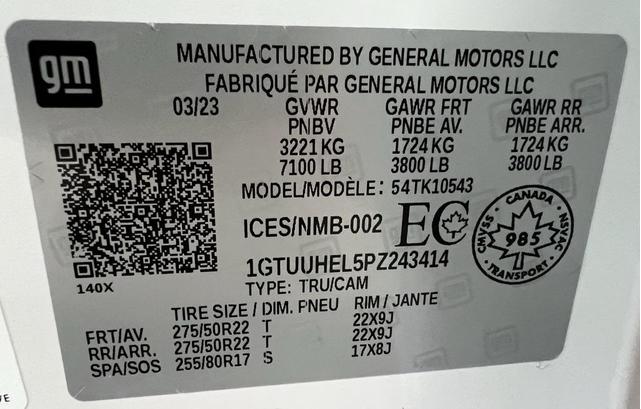 gm
MANUFACTURED BY GENERAL MOTORS LLC
FABRIQUÉ PAR GENERAL MOTORS LLC
03/23 GVWR GAWR FRT GAWR RR
PNBV PNBE AV. PNBE ARR.
3221 KG 1724 KG 1724 KG
7100 LB 3800 LB 3800 LB
MODEL/MODÈLE: 54TK10543
ICES/NMB-002 EC
CANADA
CMVSS 985 NSVAC
TRANSPORT
1GTUUHEL5PZ243414
140X
TYPE: TRU/CAM
TIRE SIZE / DIM. PNEU RIM / JANTE
FRT/AV. 275/50R22 T 22X9J
RR/ARR. 275/50R22 T 22X9J
SPA/SOS 255/80R17 S 17X8J